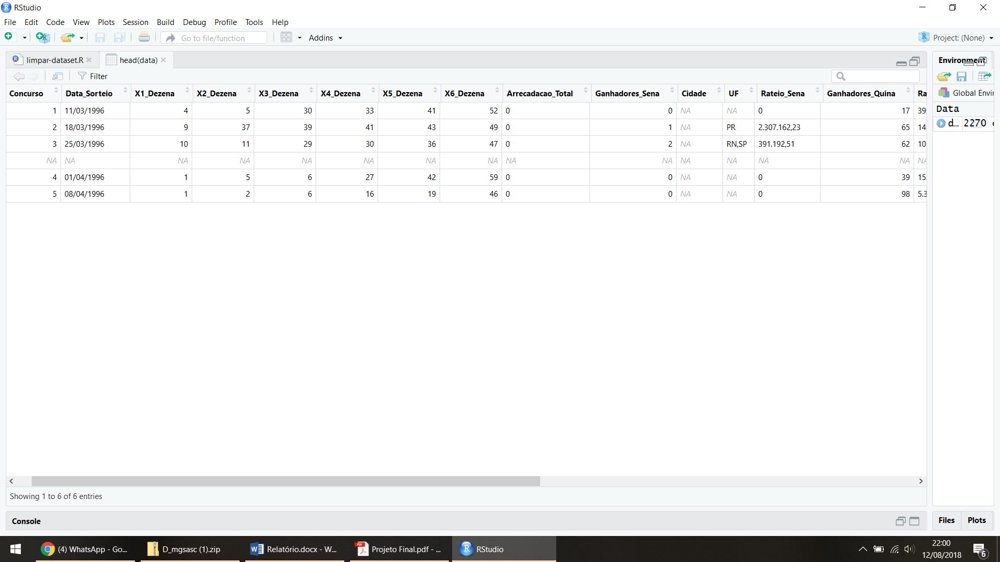 RStudio
File Edit Code View Plots Session Build Debug Profile Tools Help
Go to file/function Addins Project: (None)
limpar-dataset.R head(data) Environment
Filter
Global Envi
Concurso Data_Sorteio X1_Dezena X2_Dezena X3_Dezena X4_Dezena X5_Dezena X6_Dezena Arrecadacao_Total Ganhadores_Sena Cidade UF Rateio_Sena Ganhadores_Quina Ra
1 11/03/1996 4 5 30 33 41 52 0 0 NA NA 0 17 39
2 18/03/1996 9 37 39 41 43 49 0 1 NA PR 2.307.162,23 65 14
3 25/03/1996 10 11 29 30 36 47 0 2 NA RN,SP 391.192,51 62 10
NA NA NA NA NA NA NA NA NA NA NA NA NA NA NA
4 01/04/1996 1 5 6 27 42 59 0 0 NA NA 0 39 15
5 08/04/1996 1 2 6 16 19 46 0 0 NA NA 0 98 5.3
Data
d... 2270
Showing 1 to 6 of 6 entries
Console
Files Plots
(4) WhatsApp - Go... D_mgsasc (1).zip Relatório.docx - W... Projeto Final.pdf - ... RStudio
22:00
12/08/2018
6